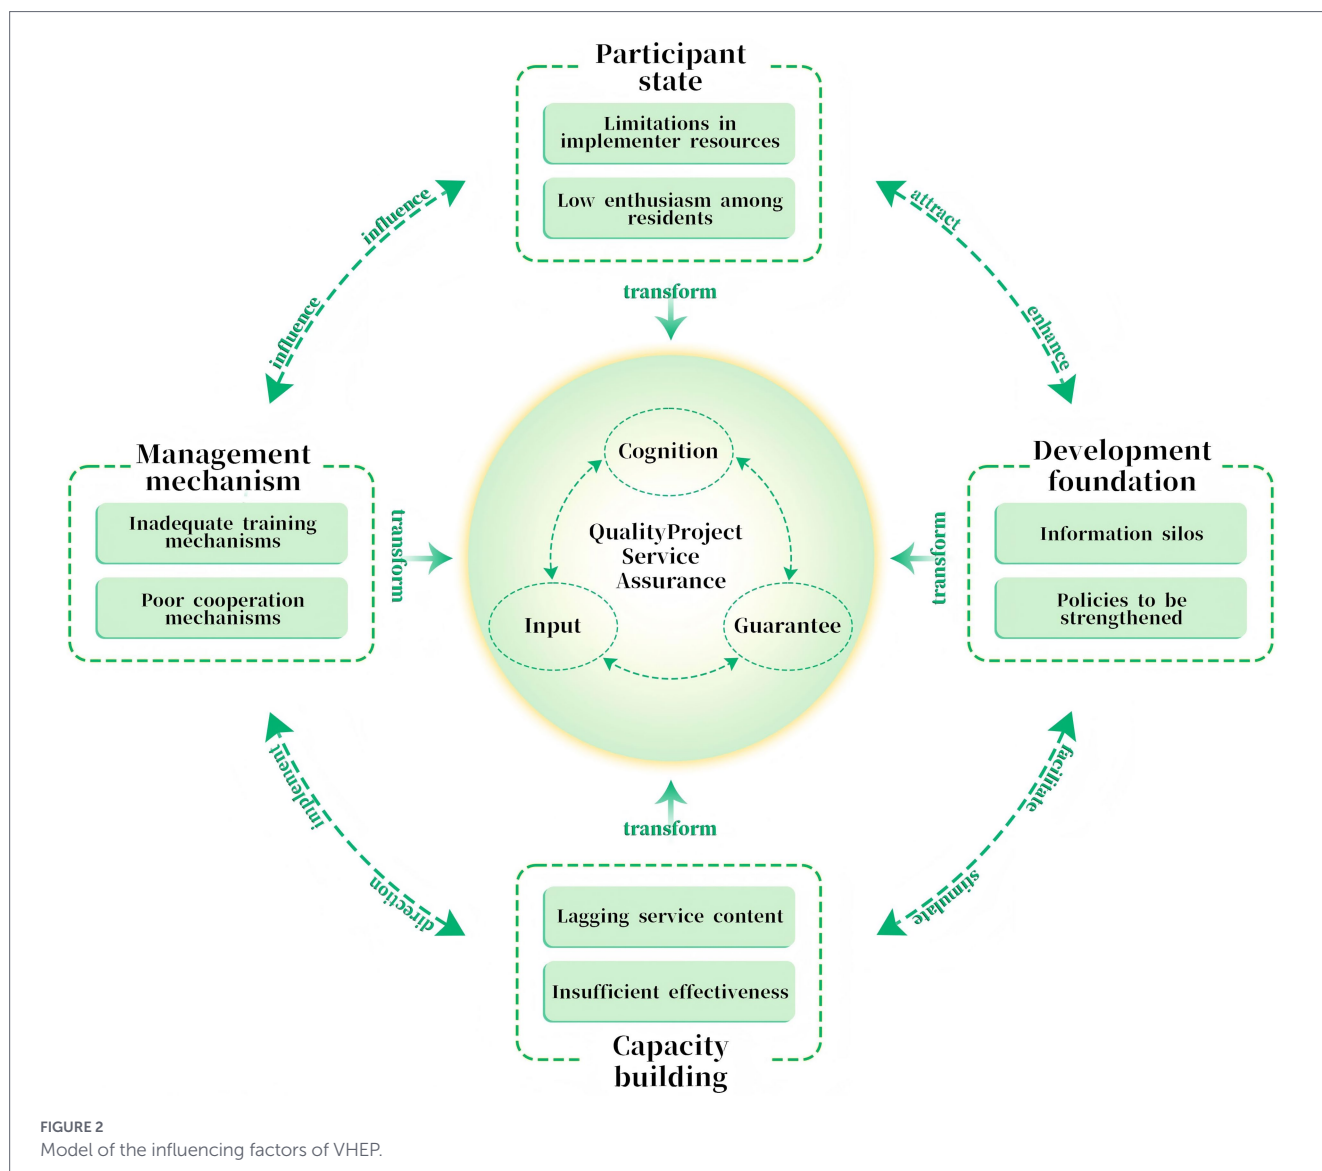 Participant
state
Limitations in
implementer resources
Low enthusiasm among
residents
influence
influence
attract
enhance
transform
Management
mechanism
Inadequate training
mechanisms
Poor cooperation
mechanisms
transform
Cognition
QualityProject
Service
Assurance
Input
Guarantee
transform
Development
foundation
Information silos
Policies to be
strengthened
implement
direction
facilitate
stimulate
transform
Lagging service content
Insufficient effectiveness
Capacity
building
FIGURE 2
Model of the influencing factors of VHEP.